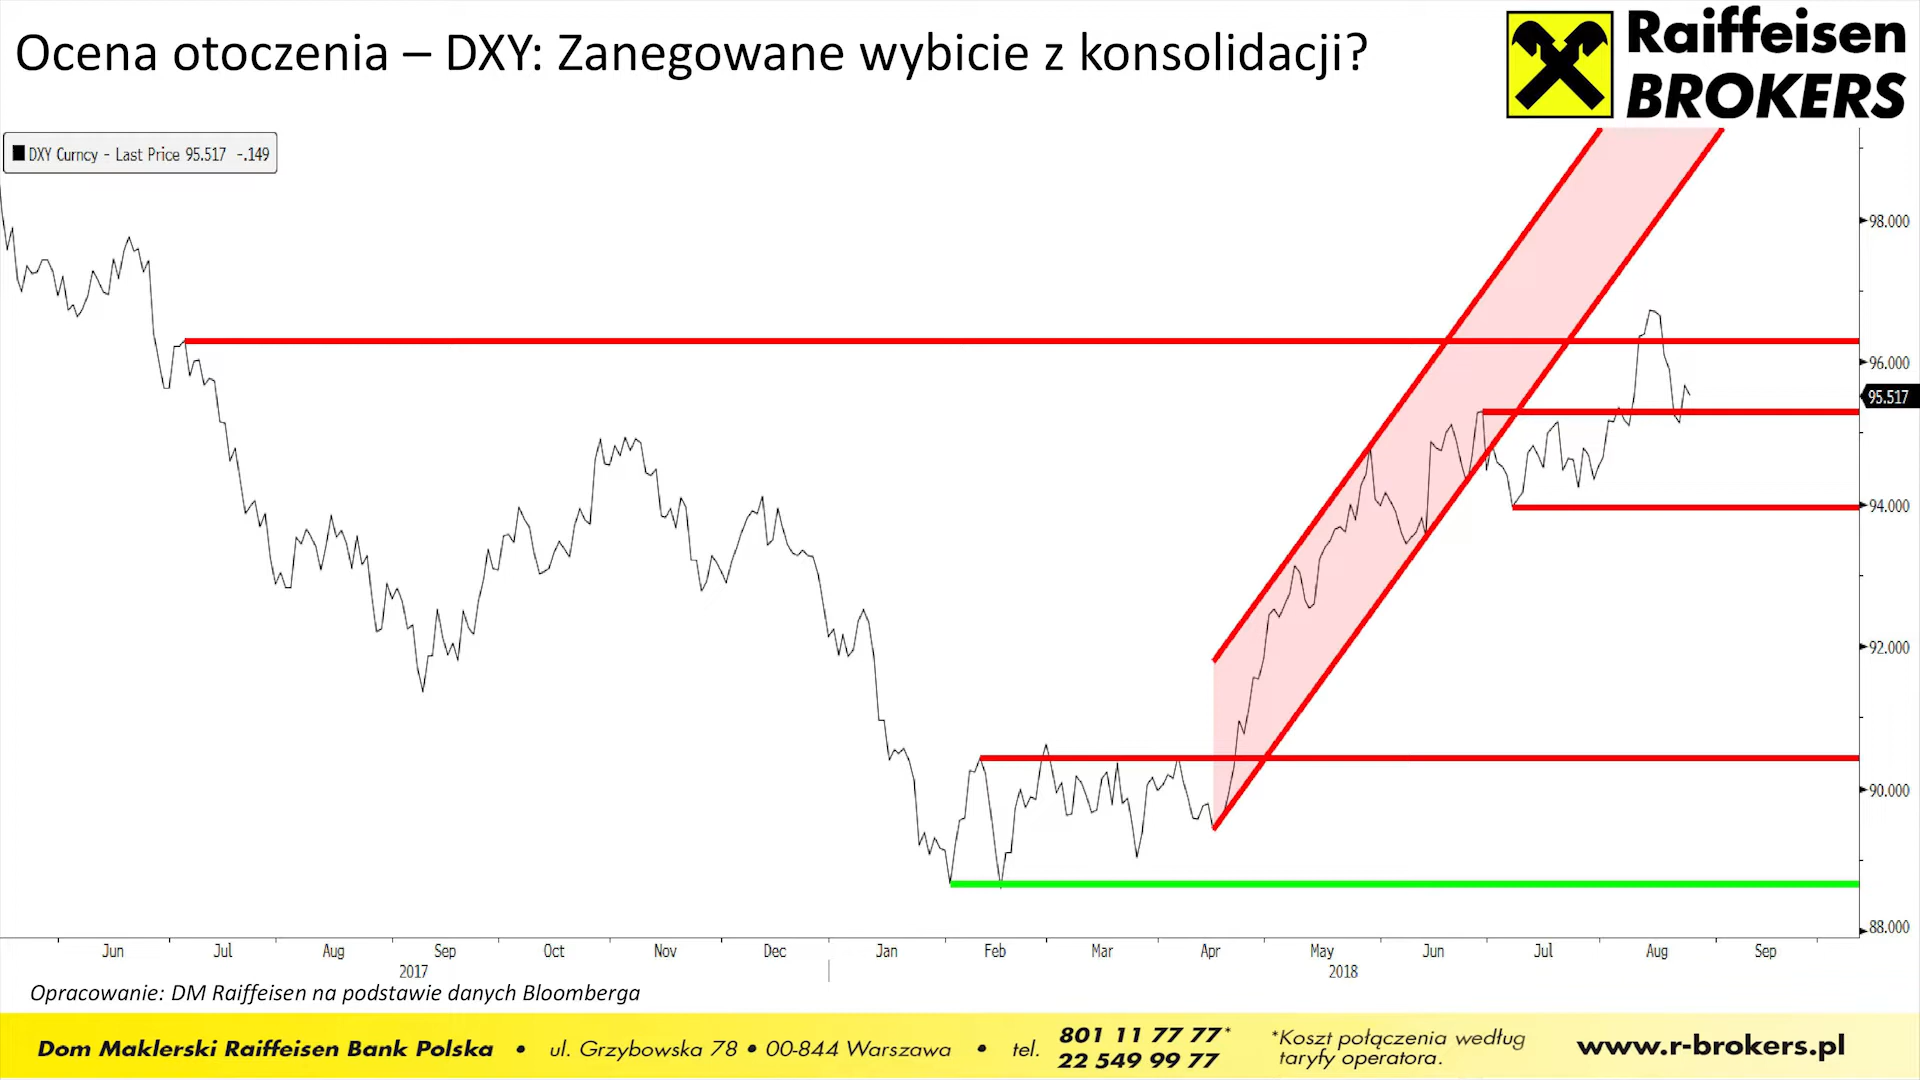 Ocena otoczenia – DXY: Zanegowane wybicie z konsolidacji?
Raiffeisen
BROKERS
DXY Curncy - Last Price 95.517 -.149
98.000
96.000
95.517
94.000
92.000
90.000
88.000
Jun Jul Aug Sep Oct Nov Dec Jan Feb Mar Apr May Jun Jul Aug Sep
2017 2018
Opracowanie: DM Raiffeisen na podstawie danych Bloomberga
Dom Maklerski Raiffeisen Bank Polska • ul. Grzybowska 78 • 00-844 Warszawa • tel.
801 11 77 77*
22 549 99 77
*Koszt połączenia według
taryfy operatora.
www.r-brokers.pl